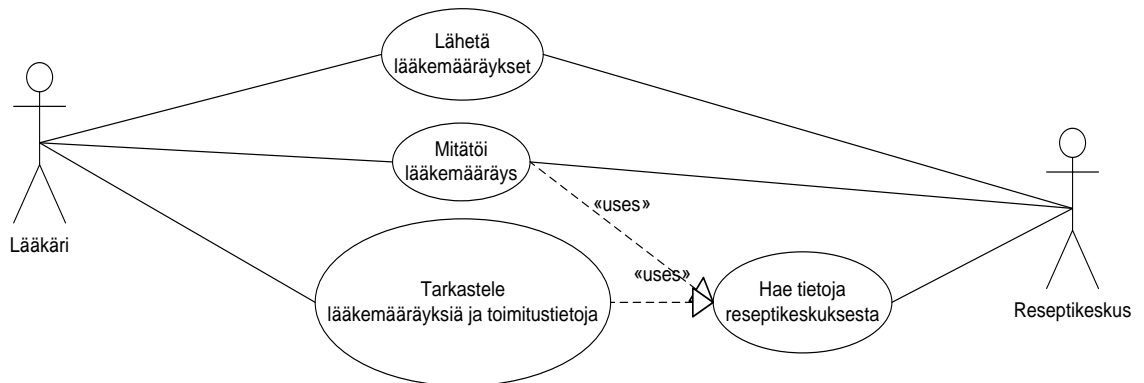 Lähetä
lääkemääräykset
Mitätöi
lääkemääräys
«uses»
Lääkäri
«uses»
Tarkastele
lääkemääräyksiä ja toimitustietoja
Hae tietoja
reseptikeskuksesta
Reseptikeskus